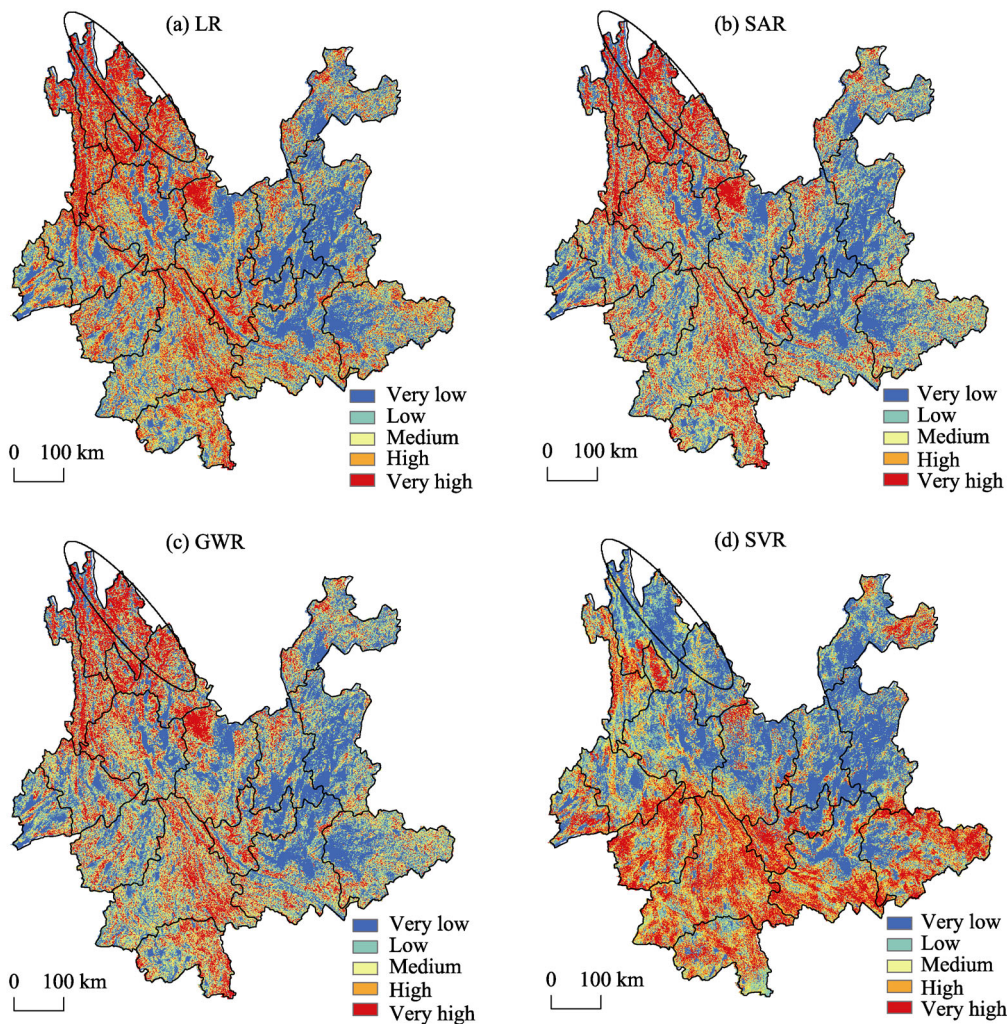 (a) LR
Very low
Low
Medium
High
Very high
0 100 km
(b) SAR
Very low
Low
Medium
High
Very high
0 100 km
(c) GWR
Very low
Low
Medium
High
Very high
0 100 km
(d) SVR
Very low
Low
Medium
High
Very high
0 100 km